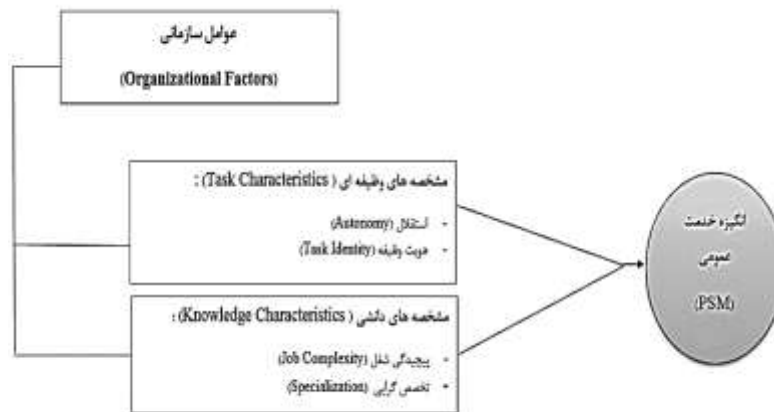 عوامل سازمانی
(Organizational Factors)
مشخصه های وظیفه ای (Task Characteristics) :
- استقلال (Autonomy)
- هویت وظیفه (Task Identity)
مشخصه های دانشی (Knowledge Characteristics) :
- پیچیدگی شغل (Job Complexity)
- تخصص گرایی (Specialization)
انگیزه خدمت
عمومی
(PSM)